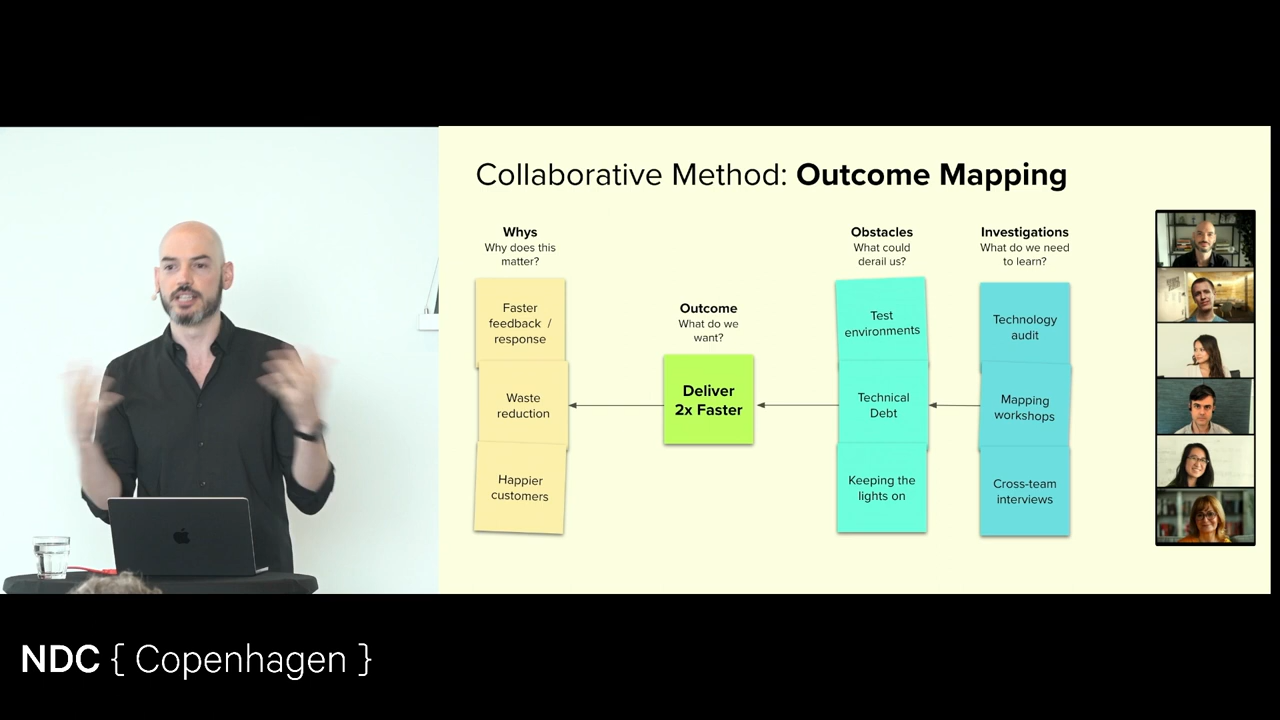 Collaborative Method: Outcome Mapping
Whys
Why does this
matter?
Faster
feedback /
response
Waste
reduction
Happier
customers
Outcome
What do we
want?
Deliver
2x Faster
Obstacles
What could
derail us?
Test
environments
Technical
Debt
Keeping the
lights on
Investigations
What do we need
to learn?
Technology
audit
Mapping
workshops
Cross-team
interviews
NDC { Copenhagen }